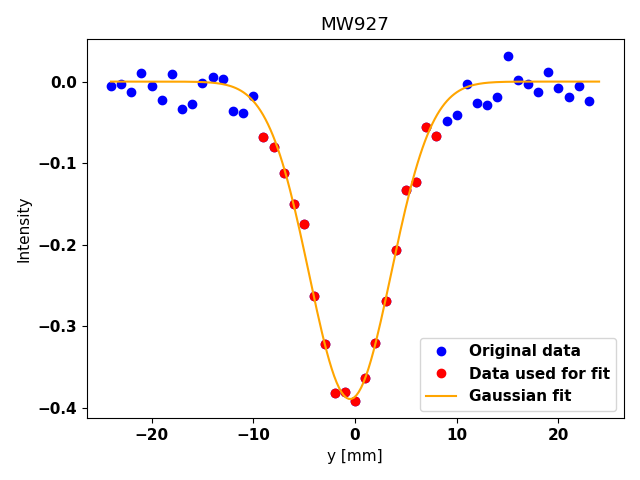 MW927
0.0
−0.1
−0.2
−0.3
−0.4
Intensity
−20
−10
0
10
20
y [mm]
Original data
Data used for fit
Gaussian fit